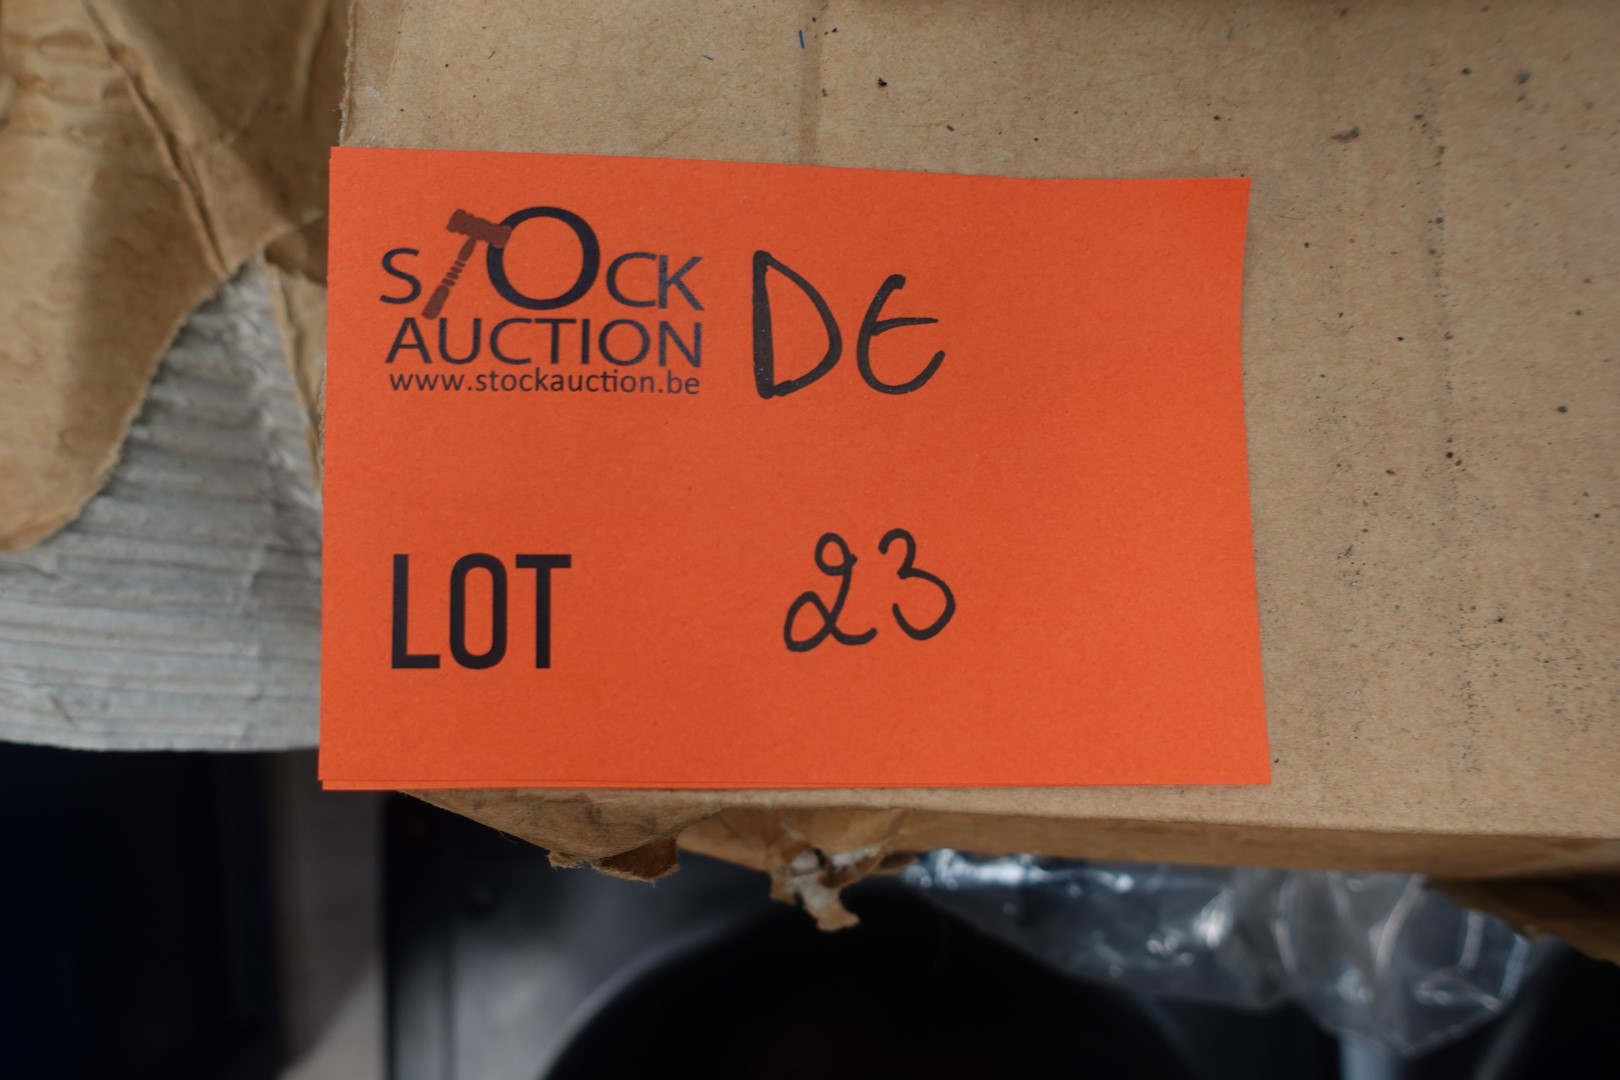 STOCK DE
AUCTION
www.stockauction.be
LOT 23